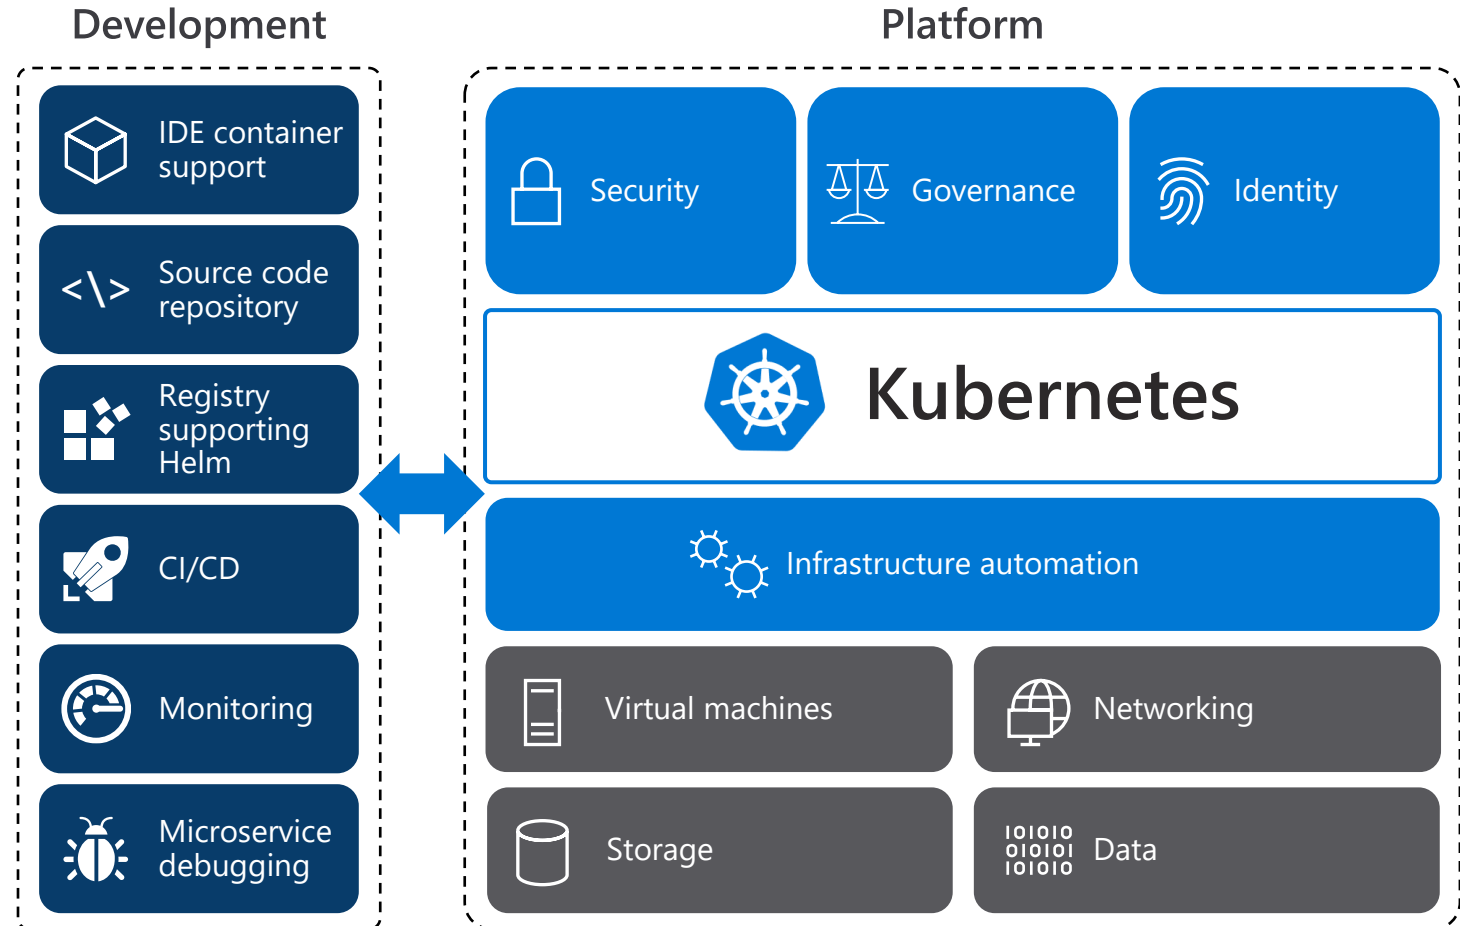 Development
IDE container
support
<\>
Source code
repository
Registry
supporting
Helm
CI/CD
Monitoring
Microservice
debugging
Platform
Security
Governance
Identity
Kubernetes
Infrastructure automation
Virtual machines
Networking
Storage
101010
010101
101010
Data